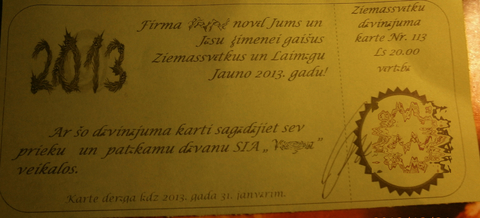 2013
Firma novēl Jums un
Jūsu ģimenei gaišus
Ziemassvētkus un Laimīgu
Jauno 2013. gadu!
Ar šo dāvinājuma karti sagādājiet sev
prieku un patīkamu dāvanu SIA
veikalos.
Karte derīga līdz 2013. gada 31. janvārim.
Ziemassvētku
dāvinājuma
karte Nr. 113
Ls 20.00
vērtībā